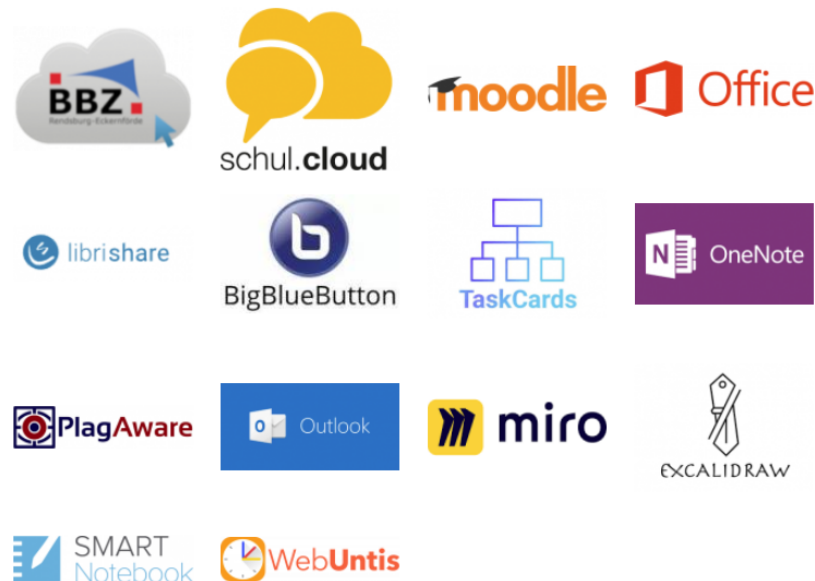 BBZ
Rendsburg-Eckernförde
schul.cloud
moodle
Office
librishare
BigBlueButton
TaskCards
N
OneNote
PlagAware
o
Outlook
miro
EXCALIDRAW
SMART
Notebook
WebUntis